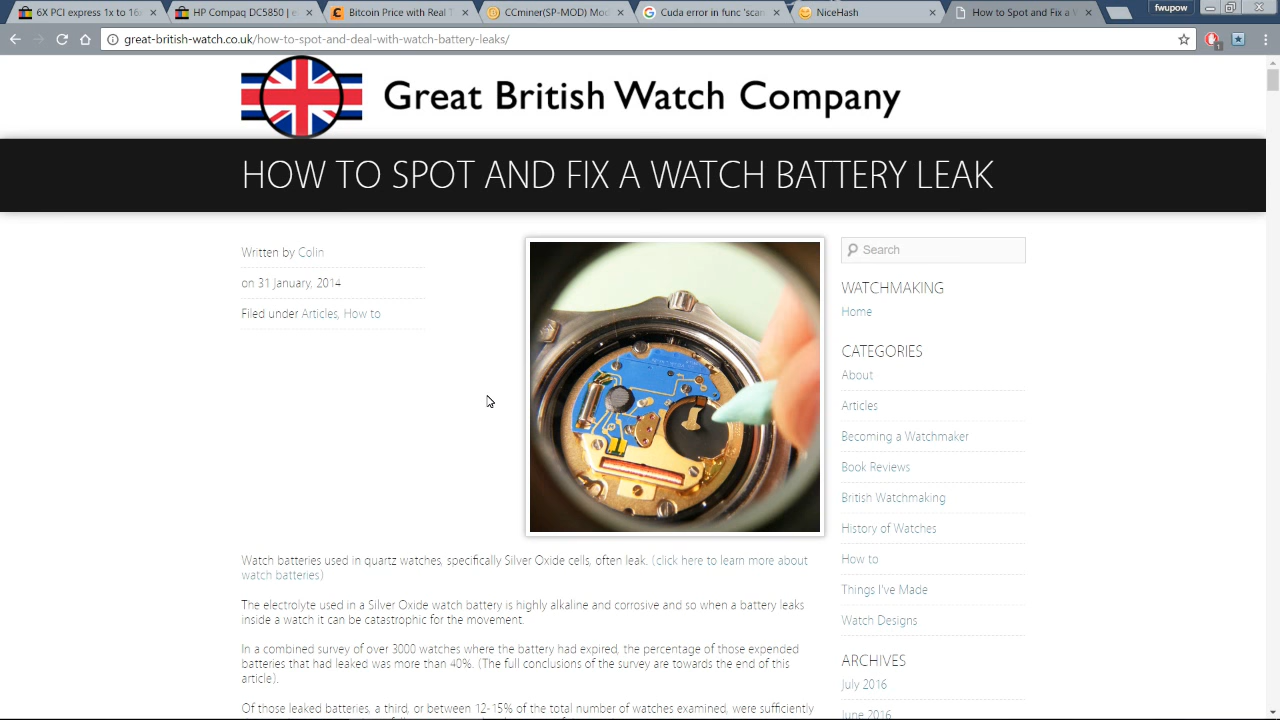 6X PCI express 1x to 16x
HP Compaq DC5850 | e
Bitcoin Price with Real T
CCminer(SP-MOD) Mod
Cuda error in func 'scan
NiceHash
How to Spot and Fix a W
fwupow
great-british-watch.co.uk/how-to-spot-and-deal-with-watch-battery-leaks/
1
Great British Watch Company
HOW TO SPOT AND FIX A WATCH BATTERY LEAK
Written by Colin
on 31 January, 2014
Filed under Articles, How to
Search
WATCHMAKING
Home
CATEGORIES
About
Articles
Becoming a Watchmaker
Book Reviews
British Watchmaking
History of Watches
How to
Things I've Made
Watch Designs
ARCHIVES
July 2016
June 2016
Watch batteries used in quartz watches, specifically Silver Oxide cells, often leak. (click here to learn more about
watch batteries)
The electrolyte used in a Silver Oxide watch battery is highly alkaline and corrosive and so when a battery leaks
inside a watch it can be catastrophic for the movement.
In a combined survey of over 3000 watches where the battery had expired, the percentage of those expended
batteries that had leaked was more than 40%. (The full conclusions of the survey are towards the end of this
article).
Of those leaked batteries, a third, or between 12-15% of the total number of watches examined, were sufficiently